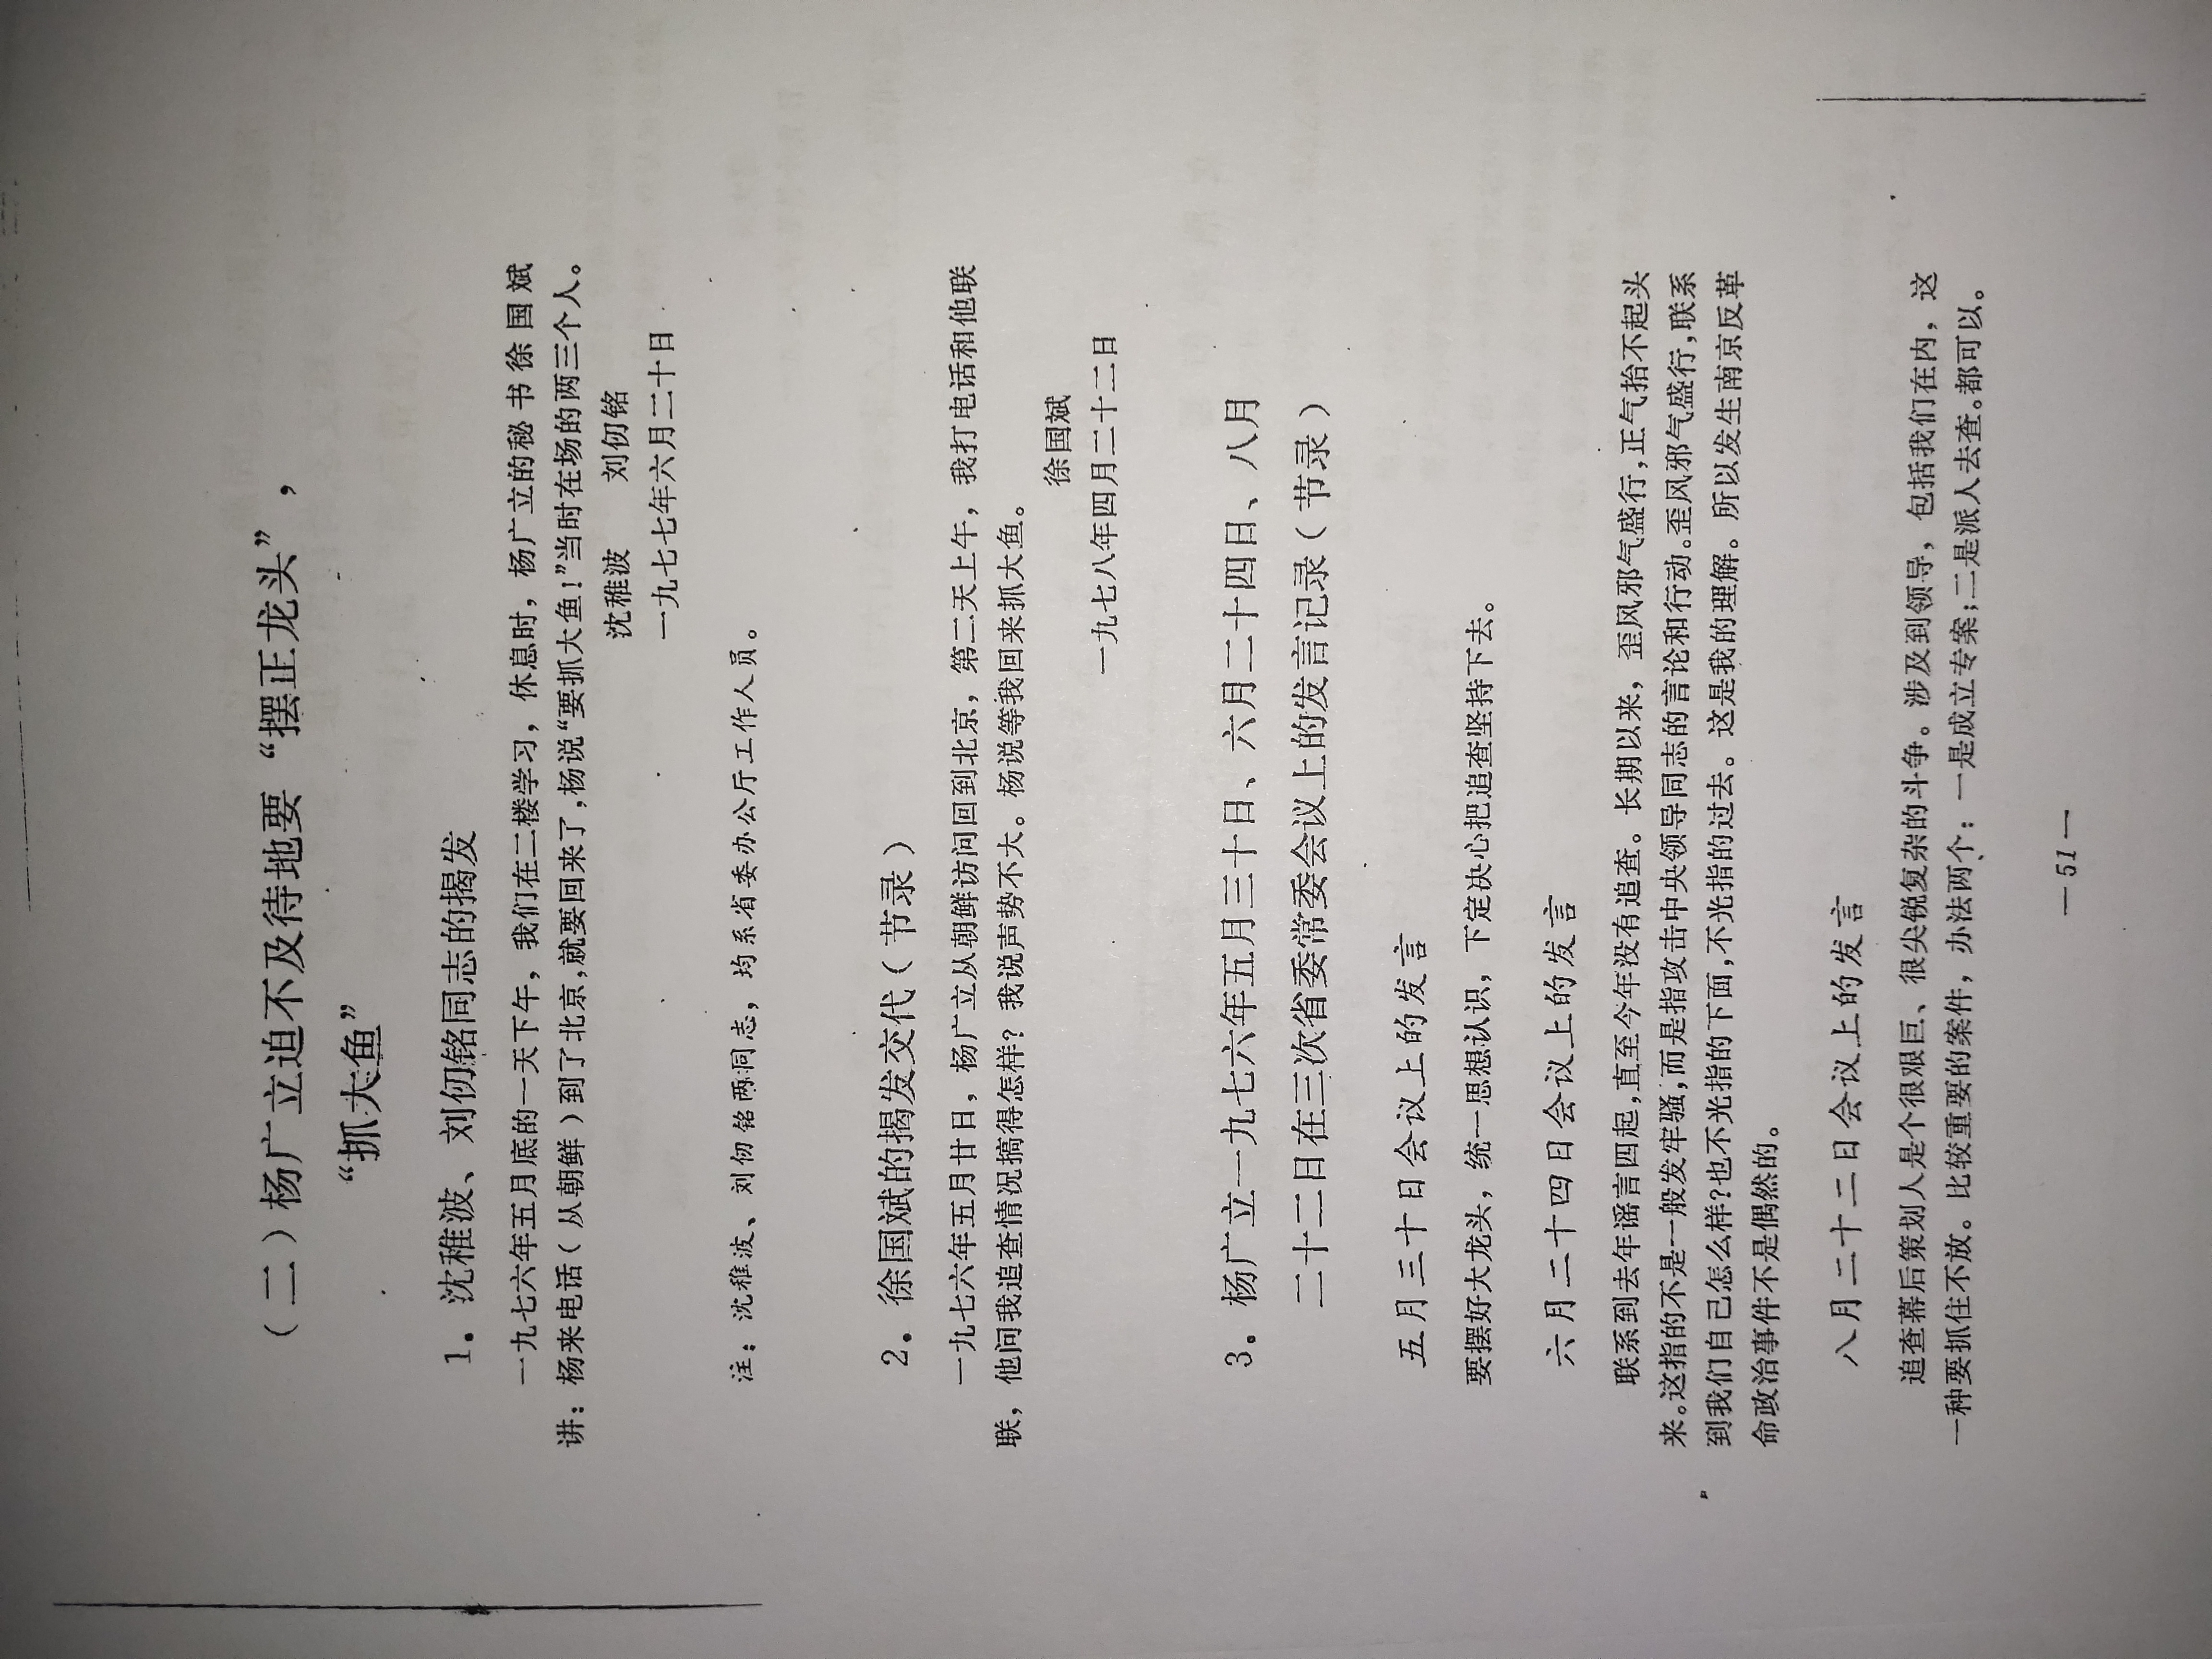 （二）杨广立迫不及待地要“摆正龙头”，
“抓大鱼”
1．沈稚波、刘仞铭同志的揭发
一九七六年五月底的一天下午，我们在二楼学习，休息时，杨广立的秘书徐国斌
讲：杨来电话（从朝鲜）到了北京，就要回来了，杨说“要抓大鱼！”当时在场的两三个人。
沈稚波　刘仞铭
一九七七年六月二十日
注：沈稚波、刘仞铭两同志，均系省委办公厅工作人员。
2．徐国斌的揭发交代（节录）
一九七六年五月廿日，杨广立从朝鲜访问回到北京，第二天上午，我打电话和他联
联，他问我追查情况搞得怎样？我说声势不大。杨说等我回来抓大鱼。
徐国斌
一九七八年四月二十二日
3．杨广立一九七六年五月三十日、六月二十四日、八月
二十二日在三次省委常委会议上的发言记录（节录）
五月三十日会议上的发言
要摆好大龙头，统一思想认识，下定决心把追查坚持下去。
六月二十四日会议上的发言
联系到去年谣言四起，直至今年没有追查。长期以来，歪风邪气盛行，正气抬不起头
来。这指的不是一般发牢骚，而是指攻击中央领导同志的言论和行动。歪风邪气盛行，联系
到我们自己怎么样？也不光指的下面，不光指的过去。这是我的理解。所以发生南京反革
命政治事件不是偶然的。
八月二十二日会议上的发言
追查幕后策划人是个很艰巨、很尖锐复杂的斗争。涉及到领导，包括我们在内，这
一种要抓住不放。比较重要的案件，办法两个：一是成立专案；二是派人去查。都可以。
— 51 —